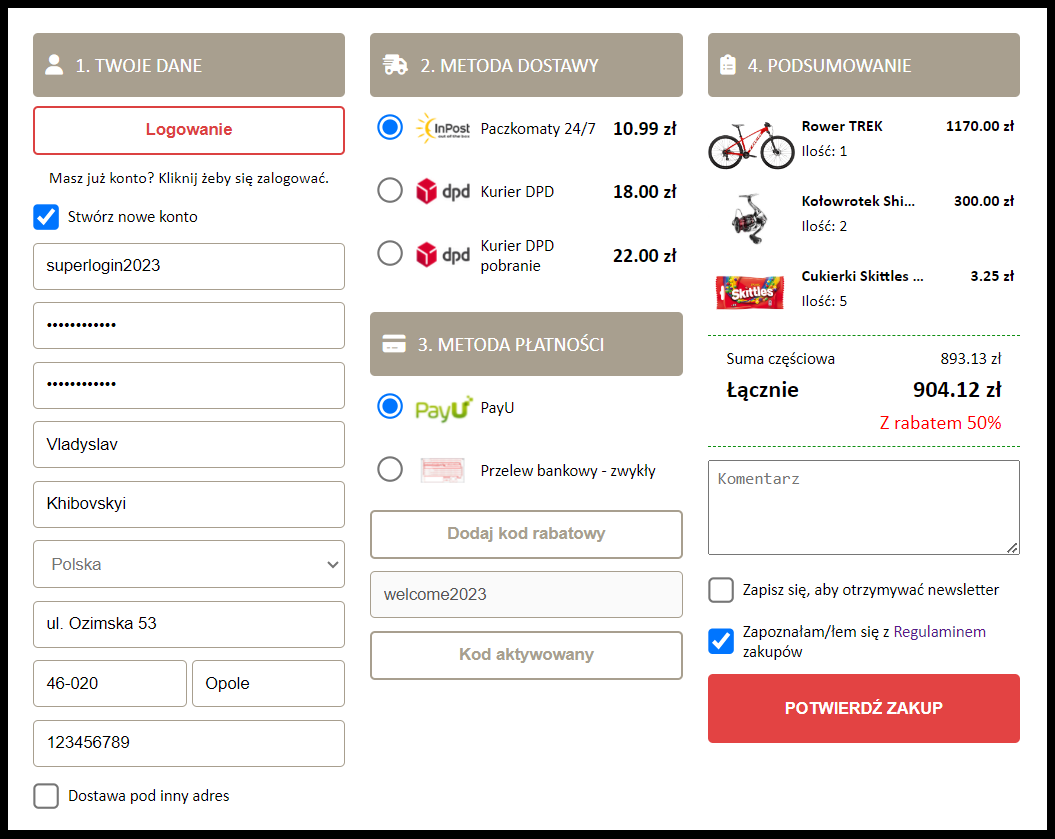 1. TWOJE DANE
Logowanie
Masz już konto? Kliknij żeby się zalogować.
Stwórz nowe konto
superlogin2023
••••••••••••
••••••••••••
Vladyslav
Khibovskyi
Polska
ul. Ozimska 53
46-020
Opole
123456789
Dostawa pod inny adres
2. METODA DOSTAWY
InPost
Paczkomaty 24/7
10.99 zł
dpd
Kurier DPD
18.00 zł
dpd
Kurier DPD
pobranie
22.00 zł
3. METODA PŁATNOŚCI
PayU
PayU
Przelew bankowy - zwykły
Dodaj kod rabatowy
welcome2023
Kod aktywowany
4. PODSUMOWANIE
Rower TREK
1170.00 zł
Ilość: 1
Kołowrotek Shi...
300.00 zł
Ilość: 2
Skittles
Cukierki Skittles ...
3.25 zł
Ilość: 5
Suma częściowa
893.13 zł
Łącznie
904.12 zł
Z rabatem 50%
Komentarz
Zapisz się, aby otrzymywać newsletter
Zapoznałam/łem się z Regulaminem
zakupów
POTWIERDŹ ZAKUP